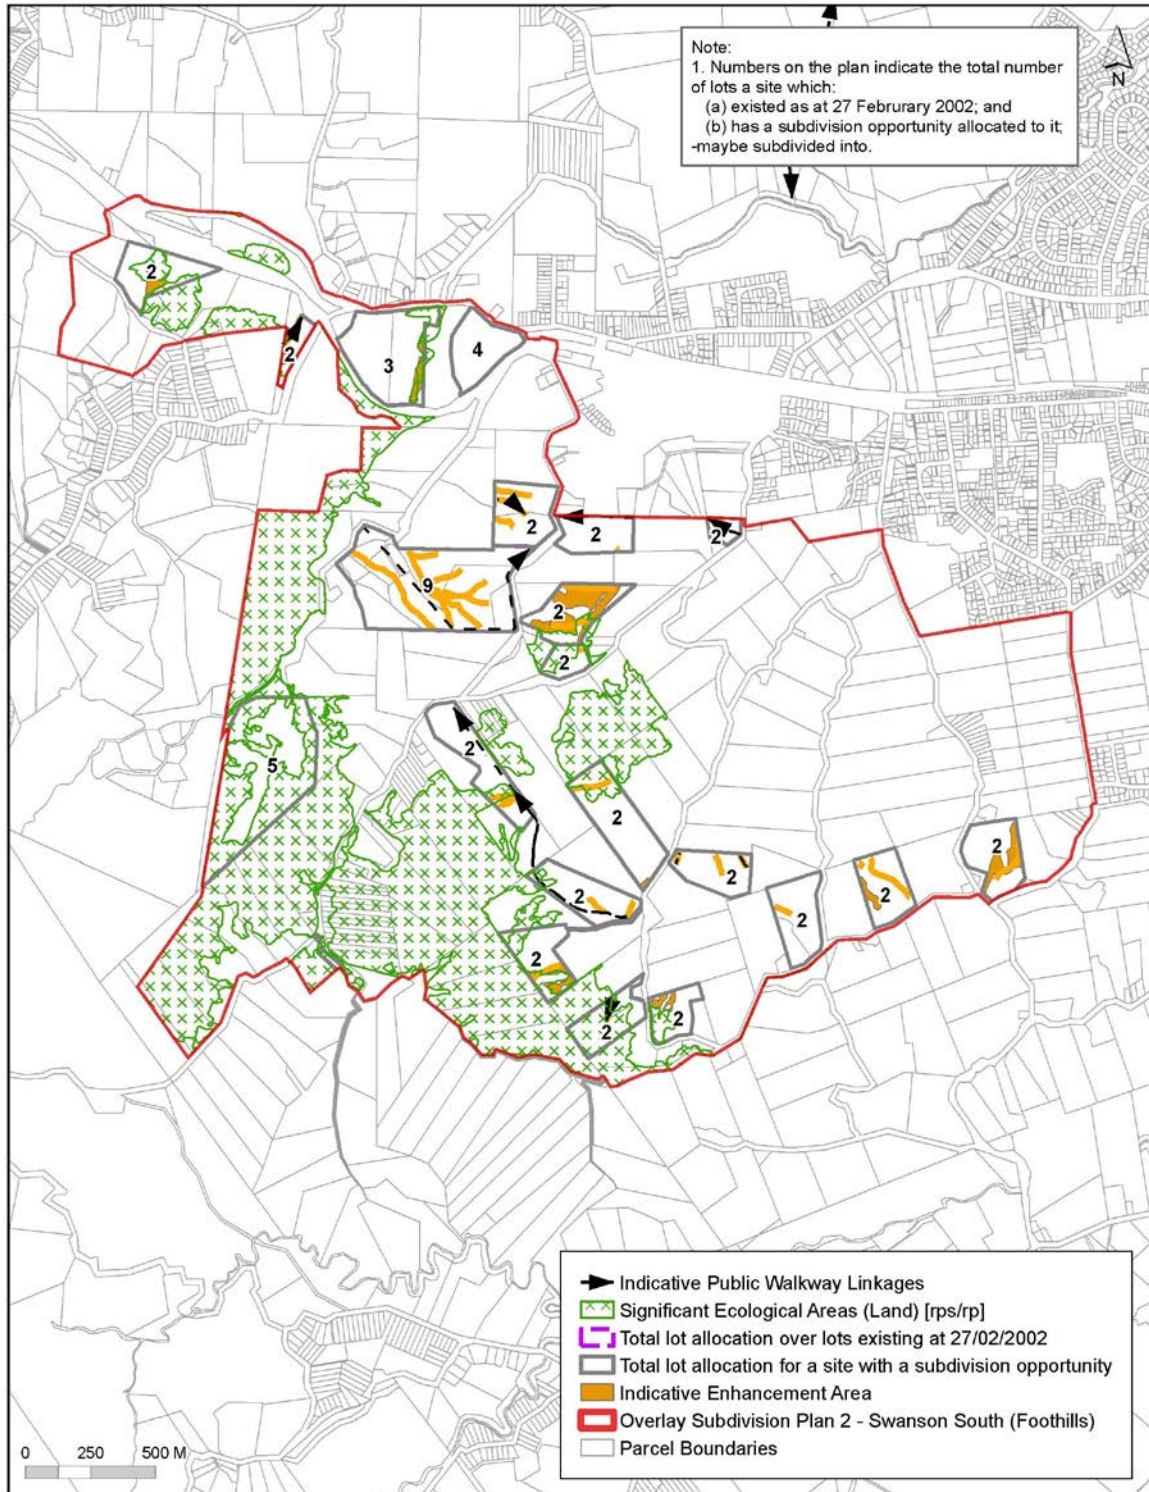 Note:
1. Numbers on the plan indicate the total number
of lots a site which:
(a) existed as at 27 Februrary 2002; and
(b) has a subdivision opportunity allocated to it;
-maybe subdivided into.
N
2
2
3
4
2
2
2
9
2
2
5
2
2
2
2
2
2
2
2
2
2
Indicative Public Walkway Linkages
Significant Ecological Areas (Land) [rps/rp]
Total lot allocation over lots existing at 27/02/2002
Total lot allocation for a site with a subdivision opportunity
Indicative Enhancement Area
Overlay Subdivision Plan 2 - Swanson South (Foothills)
Parcel Boundaries
0 250 500 M